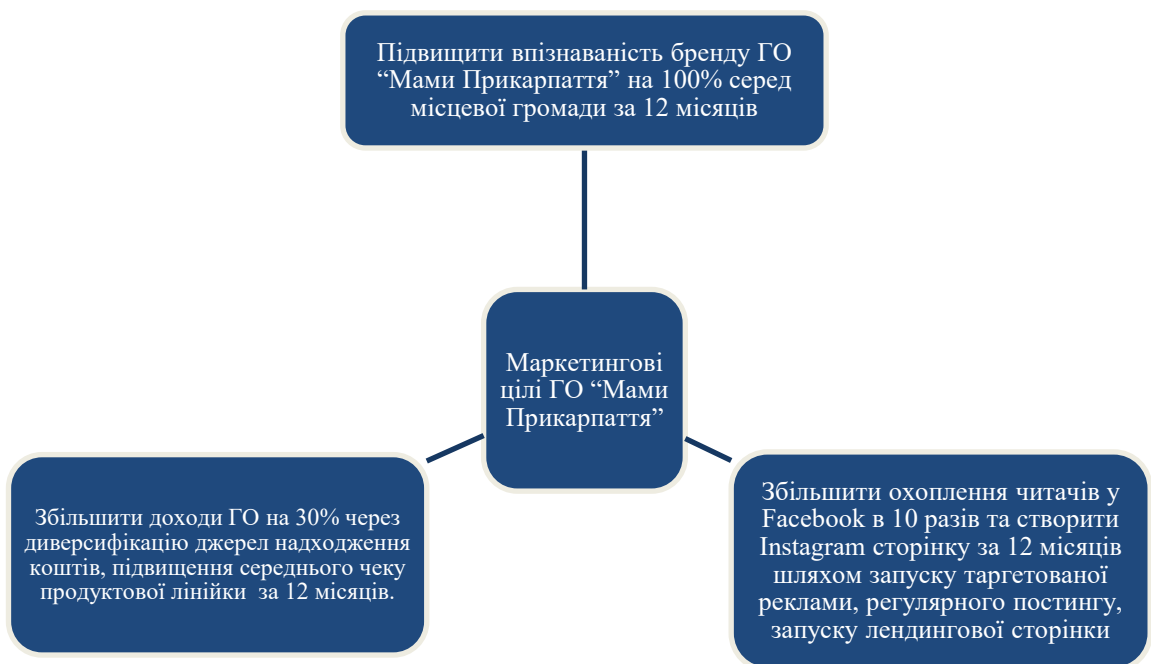 Підвищити впізнаваність бренду ГО
“Мами Прикарпаття” на 100% серед
місцевої громади за 12 місяців
Маркетингові
цілі ГО “Мами
Прикарпаття”
Збільшити доходи ГО на 30% через
диверсифікацію джерел надходження
коштів, підвищення середнього чеку
продуктової лінійки за 12 місяців.
Збільшити охоплення читачів у
Facebook в 10 разів та створити
Instagram сторінку за 12 місяців
шляхом запуску таргетованої
реклами, регулярного постингу,
запуску лендингової сторінки